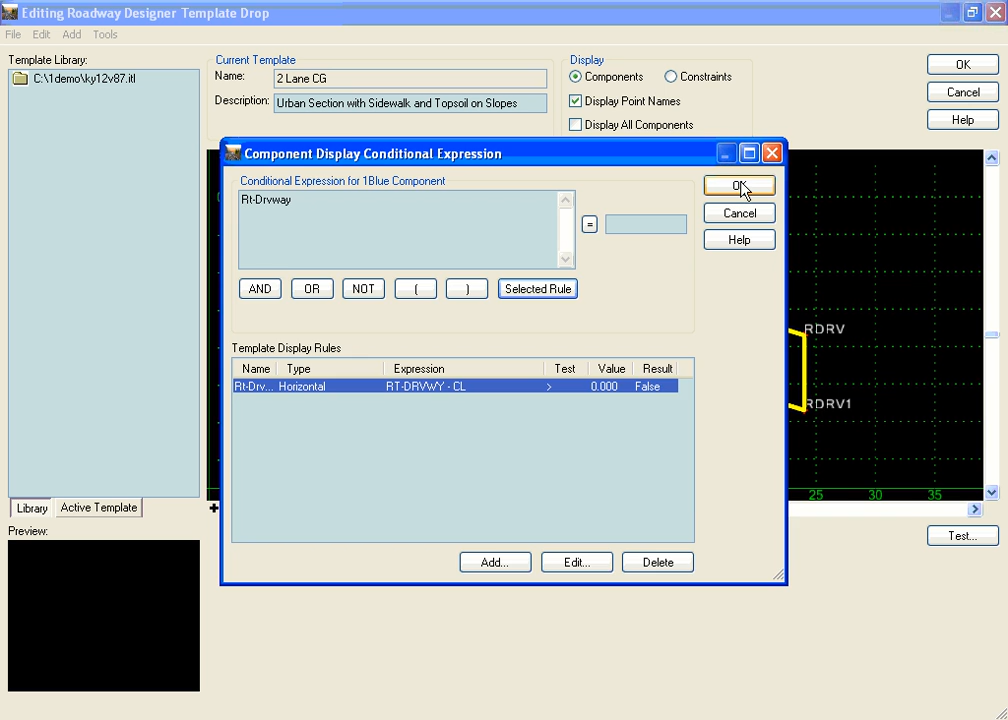 Editing Roadway Designer Template Drop
File Edit Add Tools
Template Library:
C:\1demo\ky12v87.itl
Current Template
Name: 2 Lane CG
Description: Urban Section with Sidewalk and Topsoil on Slopes
Display
Components Constraints
Display Point Names
Display All Components
OK
Cancel
Help
Component Display Conditional Expression
Conditional Expression for 1Blue Component
Rt-Drvway
=
OK
Cancel
Help
AND OR NOT ( ) Selected Rule
Template Display Rules
Name Type Expression Test Value Result
Rt-Drv... Horizontal RT-DRVWY - CL > 0.000 False
Add... Edit... Delete
RDRV
RDRV1
25 30 35
Library Active Template
Test...
Preview: